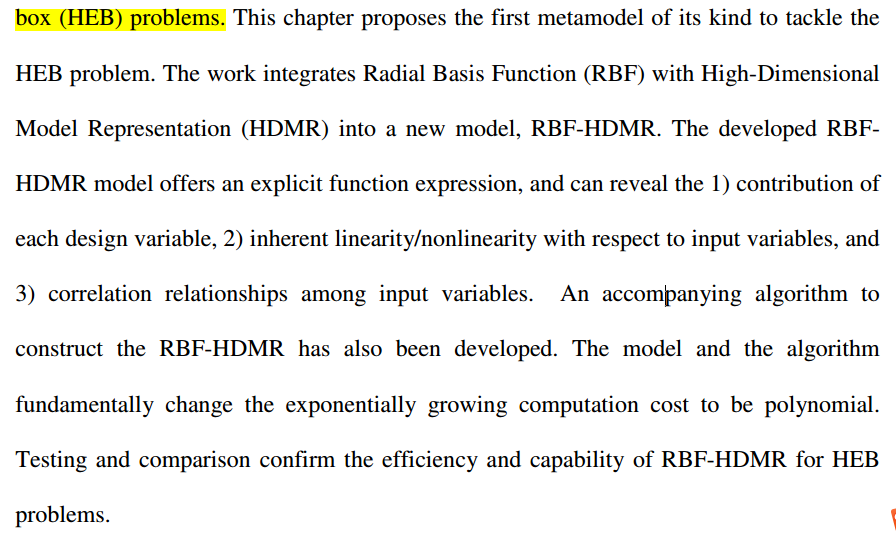 box (HEB) problems. This chapter proposes the first metamodel of its kind to tackle the
HEB problem. The work integrates Radial Basis Function (RBF) with High-Dimensional
Model Representation (HDMR) into a new model, RBF-HDMR. The developed RBF-
HDMR model offers an explicit function expression, and can reveal the 1) contribution of
each design variable, 2) inherent linearity/nonlinearity with respect to input variables, and
3) correlation relationships among input variables. An accompanying algorithm to
construct the RBF-HDMR has also been developed. The model and the algorithm
fundamentally change the exponentially growing computation cost to be polynomial.
Testing and comparison confirm the efficiency and capability of RBF-HDMR for HEB
problems.